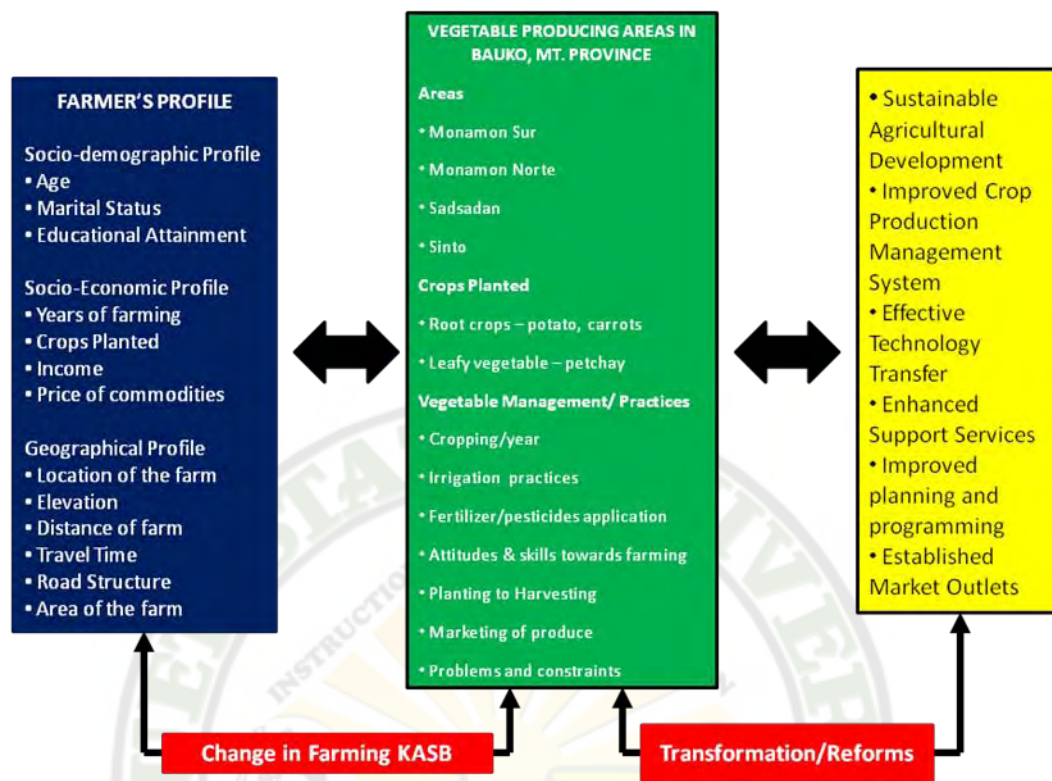 FARMER'S PROFILE
Socio-demographic Profile
▪ Age
▪ Marital Status
▪ Educational Attainment
Socio-Economic Profile
▪ Years of farming
▪ Crops Planted
▪ Income
▪ Price of commodities
Geographical Profile
▪ Location of the farm
▪ Elevation
▪ Distance of farm
▪ Travel Time
▪ Road Structure
▪ Area of the farm
VEGETABLE PRODUCING AREAS IN
BAUKO, MT. PROVINCE
Areas
• Monamon Sur
• Monamon Norte
• Sadsadan
• Sinto
Crops Planted
• Root crops – potato, carrots
• Leafy vegetable – petchay
Vegetable Management/ Practices
• Cropping/year
• Irrigation practices
• Fertilizer/pesticides application
• Attitudes & skills towards farming
• Planting to Harvesting
• Marketing of produce
• Problems and constraints
• Sustainable
Agricultural
Development
• Improved Crop
Production
Management
System
• Effective
Technology
Transfer
• Enhanced
Support Services
• Improved
planning and
programming
• Established
Market Outlets
Change in Farming KASB
Transformation/Reforms